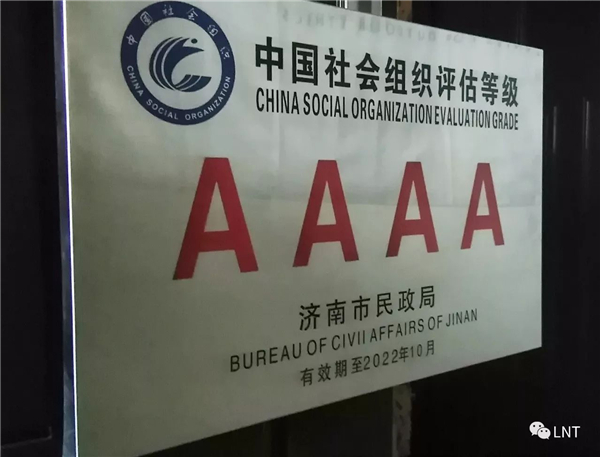 中国社会组织
CHINA SOCIAL ORGANIZATION
中国社会组织评估等级
CHINA SOCIAL ORGANIZATION EVALUATION GRADE
AAAA
济南市民政局
BUREAU OF CIVII AFFAIRS OF JINAN
有效期至2022年10月
LNT